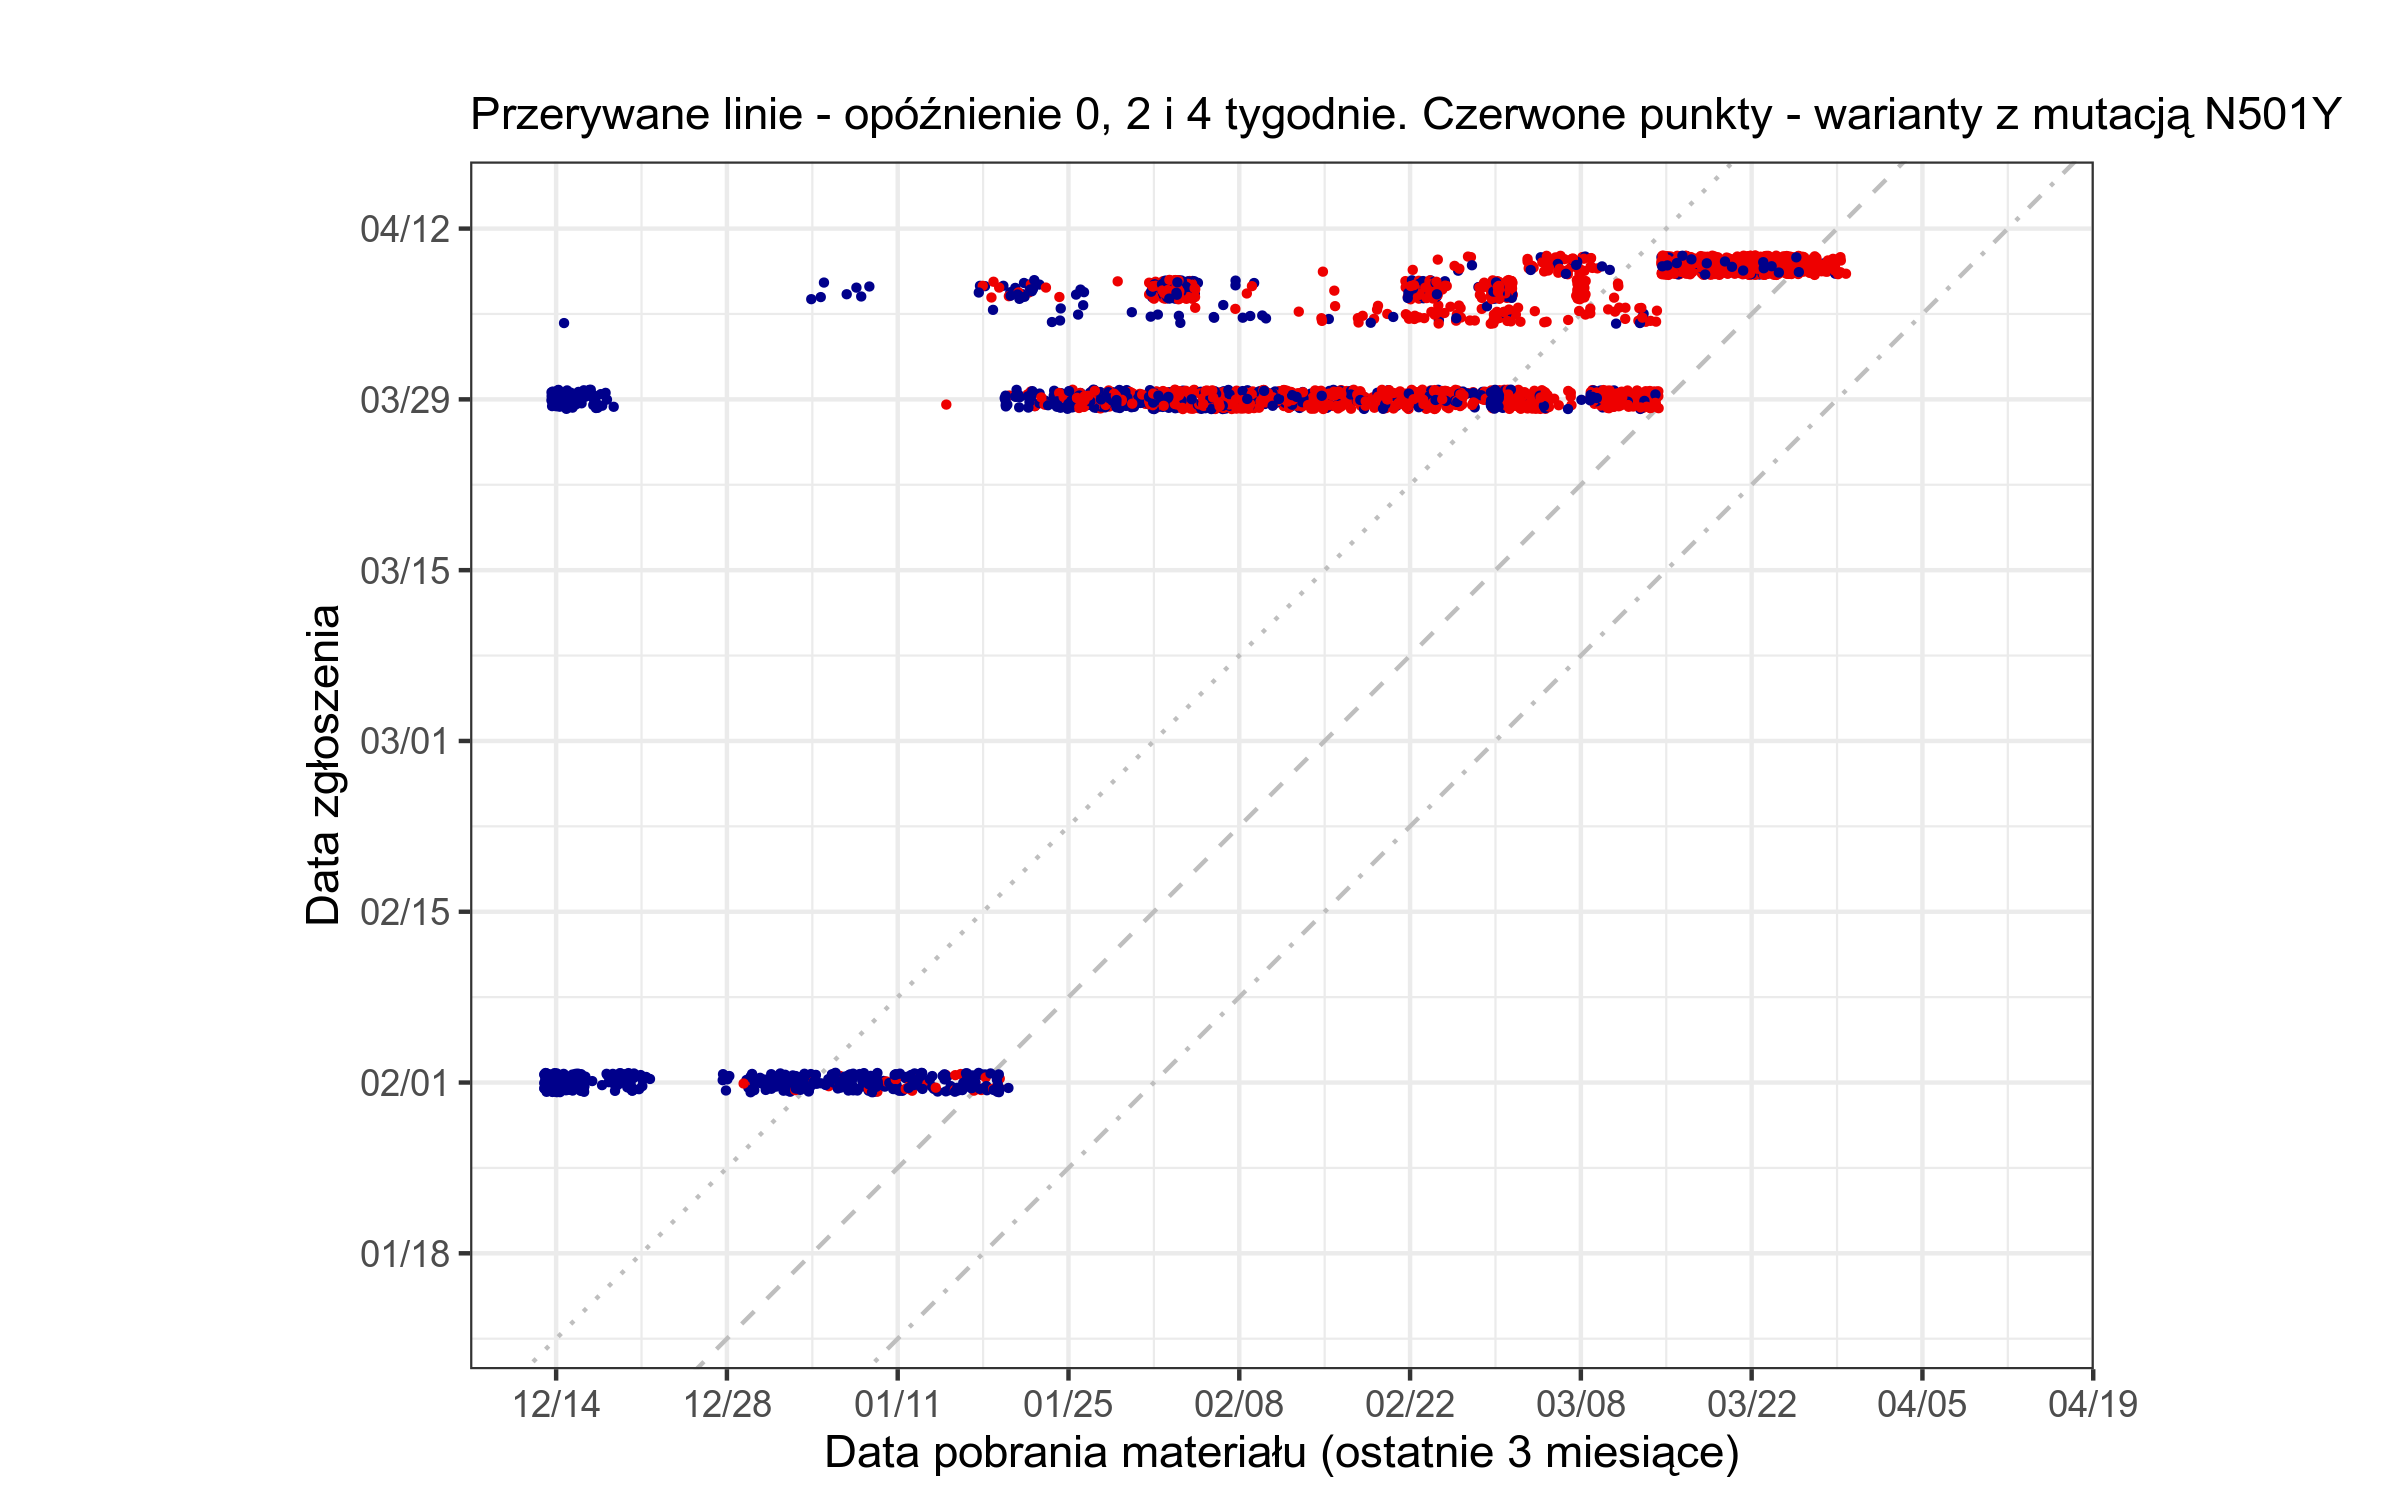 Przerywane linie - opóźnienie 0, 2 i 4 tygodnie. Czerwone punkty - warianty z mutacją N501Y
Data zgłoszenia
04/12
03/29
03/15
03/01
02/15
02/01
01/18
12/14 12/28 01/11 01/25 02/08 02/22 03/08 03/22 04/05 04/19
Data pobrania materiału (ostatnie 3 miesiące)